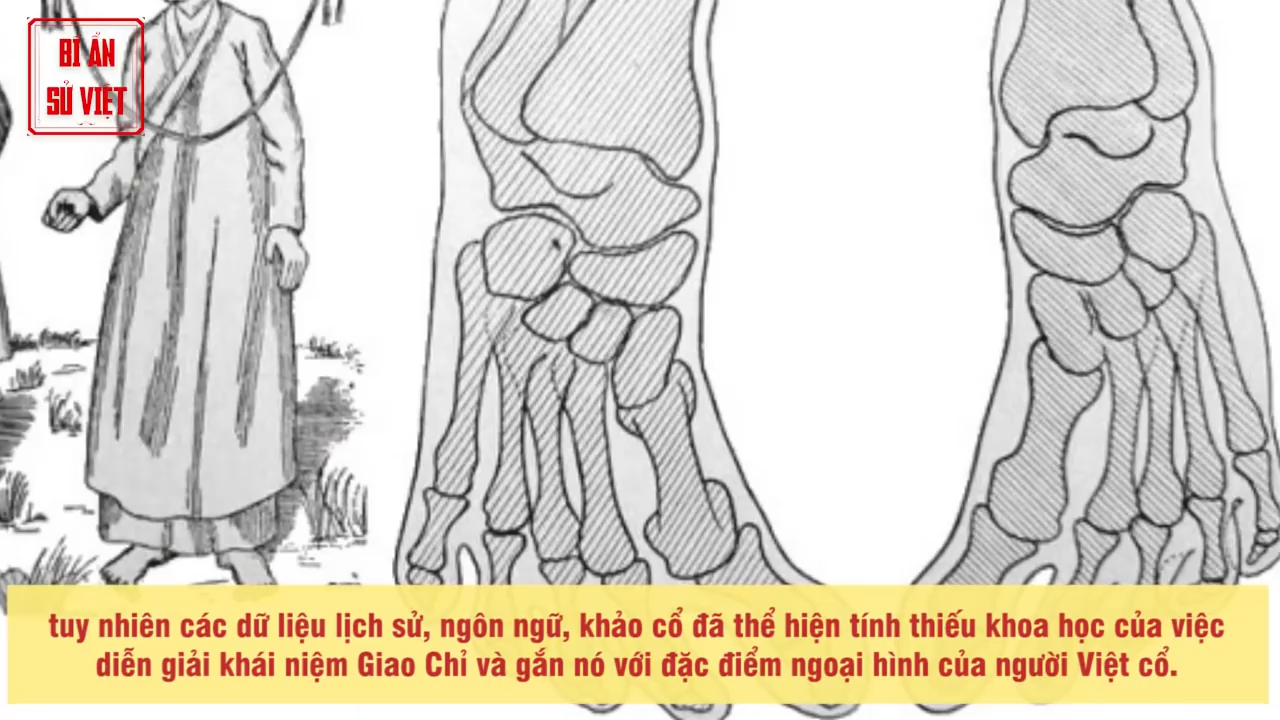 BÍ ẨN
SỬ VIỆT
tuy nhiên các dữ liệu lịch sử, ngôn ngữ, khảo cổ đã thể hiện tính thiếu khoa học của việc
diễn giải khái niệm Giao Chỉ và gắn nó với đặc điểm ngoại hình của người Việt cổ.